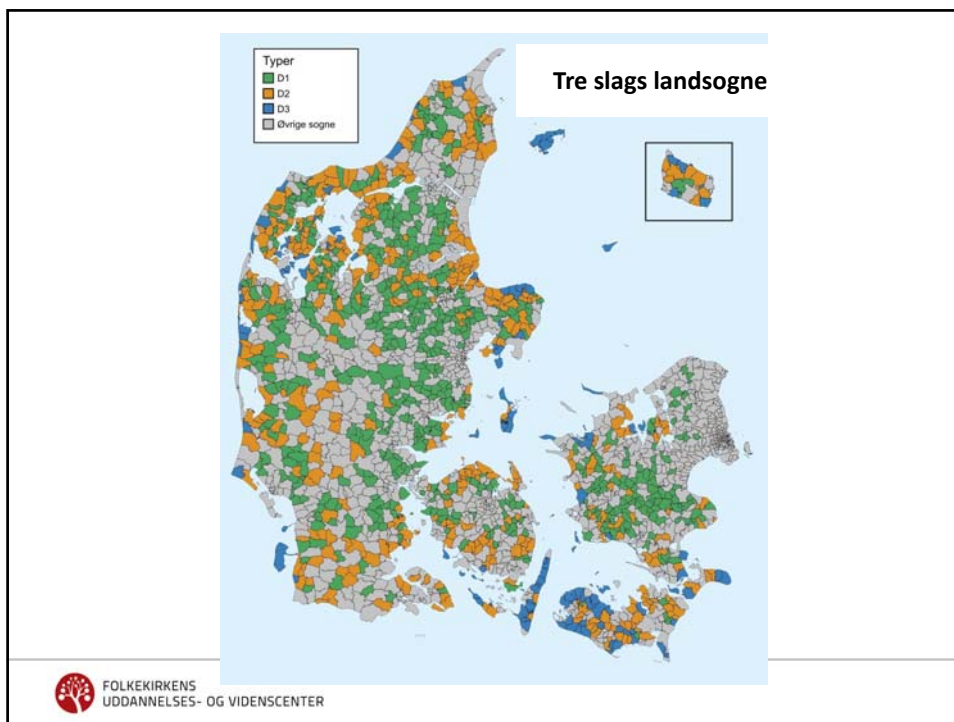 Tre slags landsogne
Typer
D1
D2
D3
Øvrige sogne
FOLKEKIRKENS
UDDANNELSES- OG VIDENSCENTER